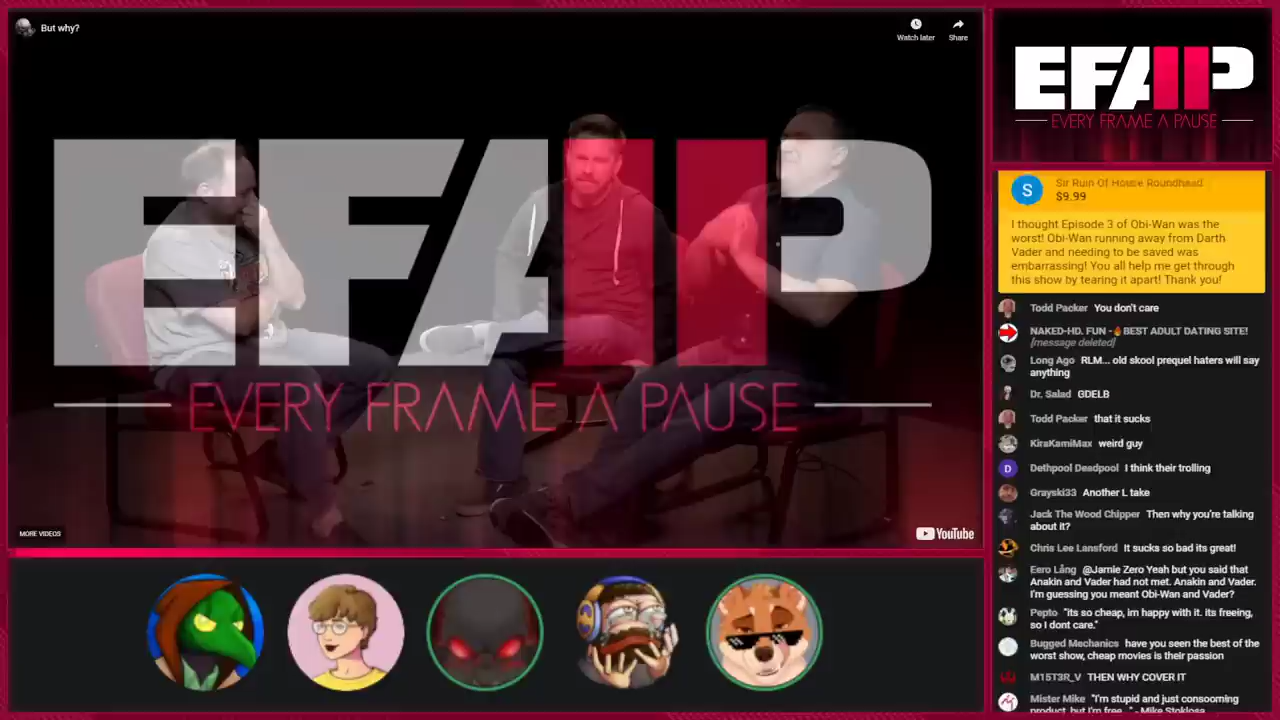 But why?
Watch later
Share
EFAP
EVERY FRAME A PAUSE
MORE VIDEOS
YouTube
EFAP
EVERY FRAME A PAUSE
S
Sir Ruin Of House Roundhead
$9.99
I thought Episode 3 of Obi-Wan was the
worst! Obi-Wan running away from Darth
Vader and needing to be saved was
embarrassing! You all help me get through
this show by tearing it apart! Thank you!
Todd Packer You don't care
NAKED-HD. FUN -🔥BEST ADULT DATING SITE!
[message deleted]
Long Ago RLM... old skool prequel haters will say
anything
Dr. Salad GDELB
Todd Packer that it sucks
KiraKamiMax weird guy
D Dethpool Deadpool I think their trolling
Grayski33 Another L take
Jack The Wood Chipper Then why you're talking
about it?
Chris Lee Lansford It sucks so bad its great!
Eero Lång @Jamie Zero Yeah but you said that
Anakin and Vader had not met. Anakin and Vader.
I'm guessing you meant Obi-Wan and Vader?
Pepto "its so cheap, im happy with it. its freeing,
so I dont care."
Bugged Mechanics have you seen the best of the
worst show, cheap movies is their passion
M15T3R_V THEN WHY COVER IT
Mister Mike "I'm stupid and just consooming
product, but I'm free..." - Mike Stoklosa